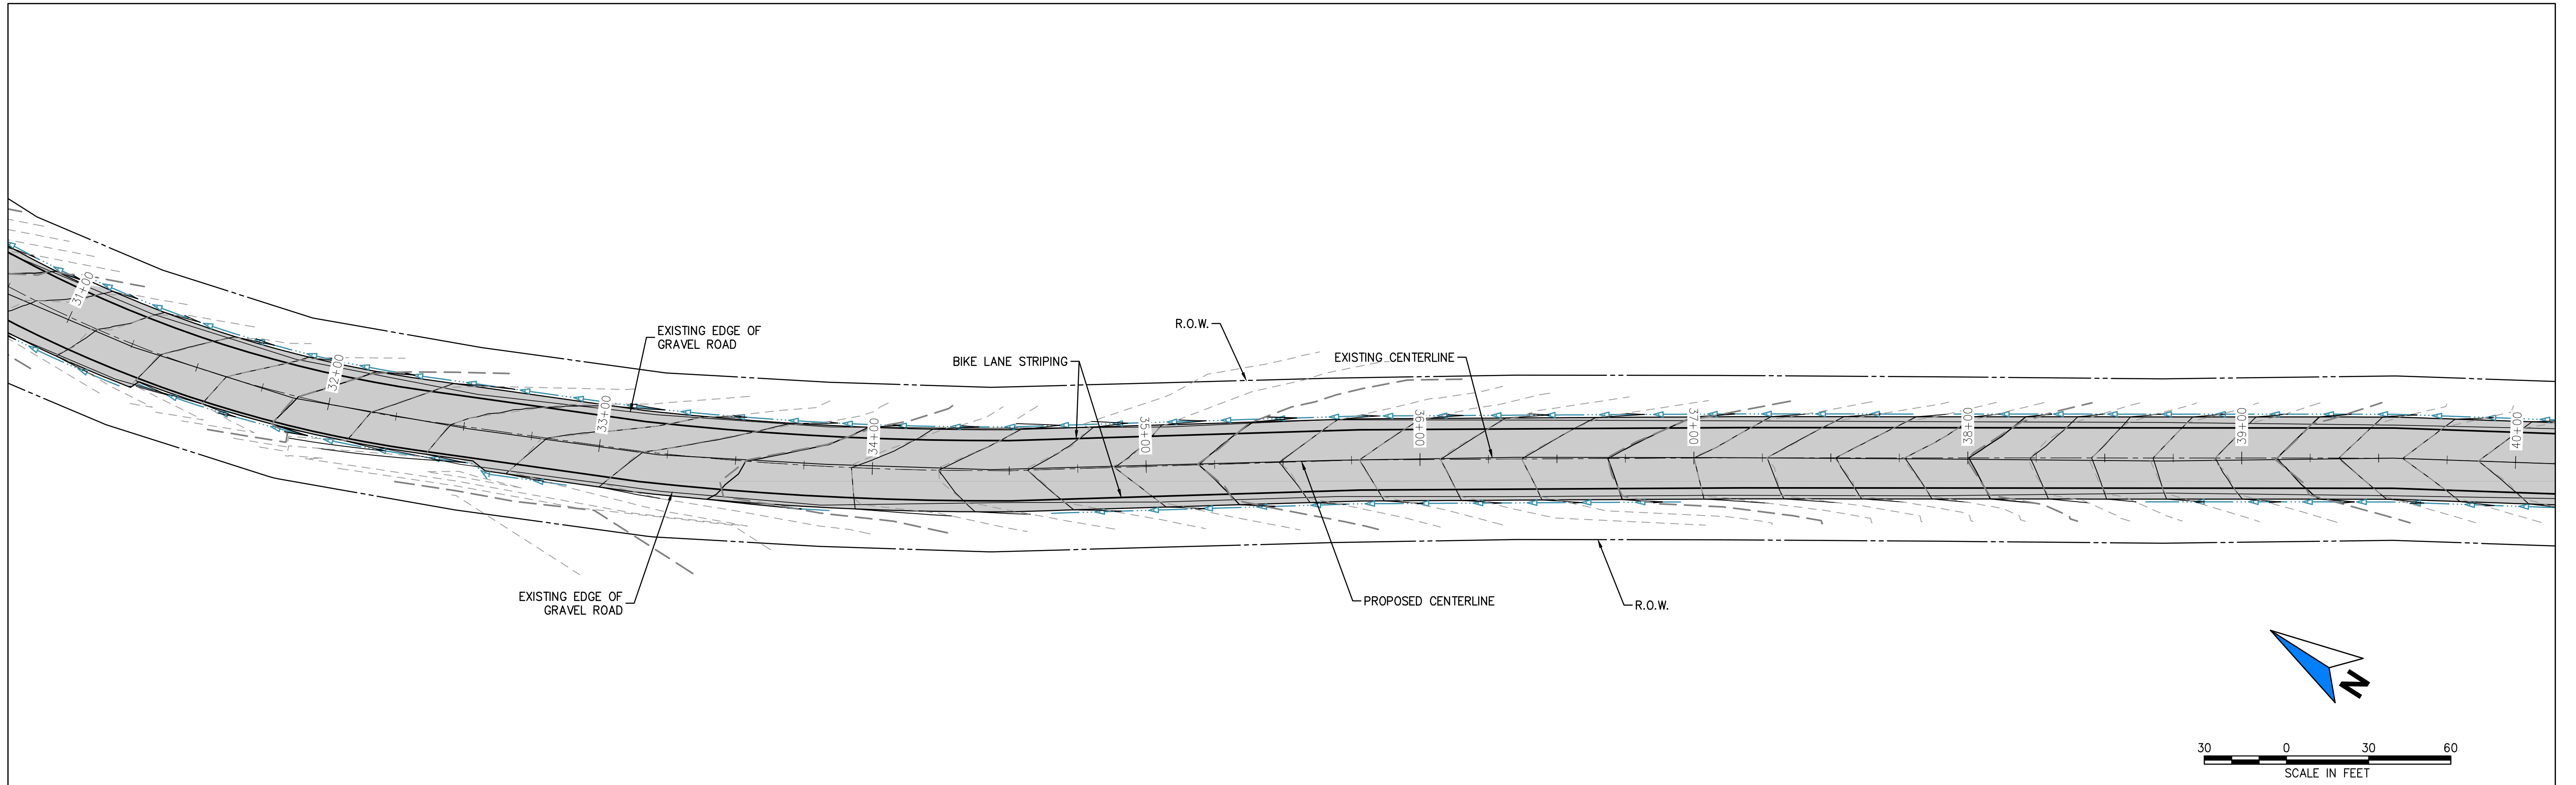 31+00
32+00
33+00
34+00
35+00
36+00
37+00
38+00
39+00
40+00
EXISTING EDGE OF
GRAVEL ROAD
BIKE LANE STRIPING
R.O.W.
EXISTING CENTERLINE
EXISTING EDGE OF
GRAVEL ROAD
PROPOSED CENTERLINE
R.O.W.
N
30 0 30 60
SCALE IN FEET